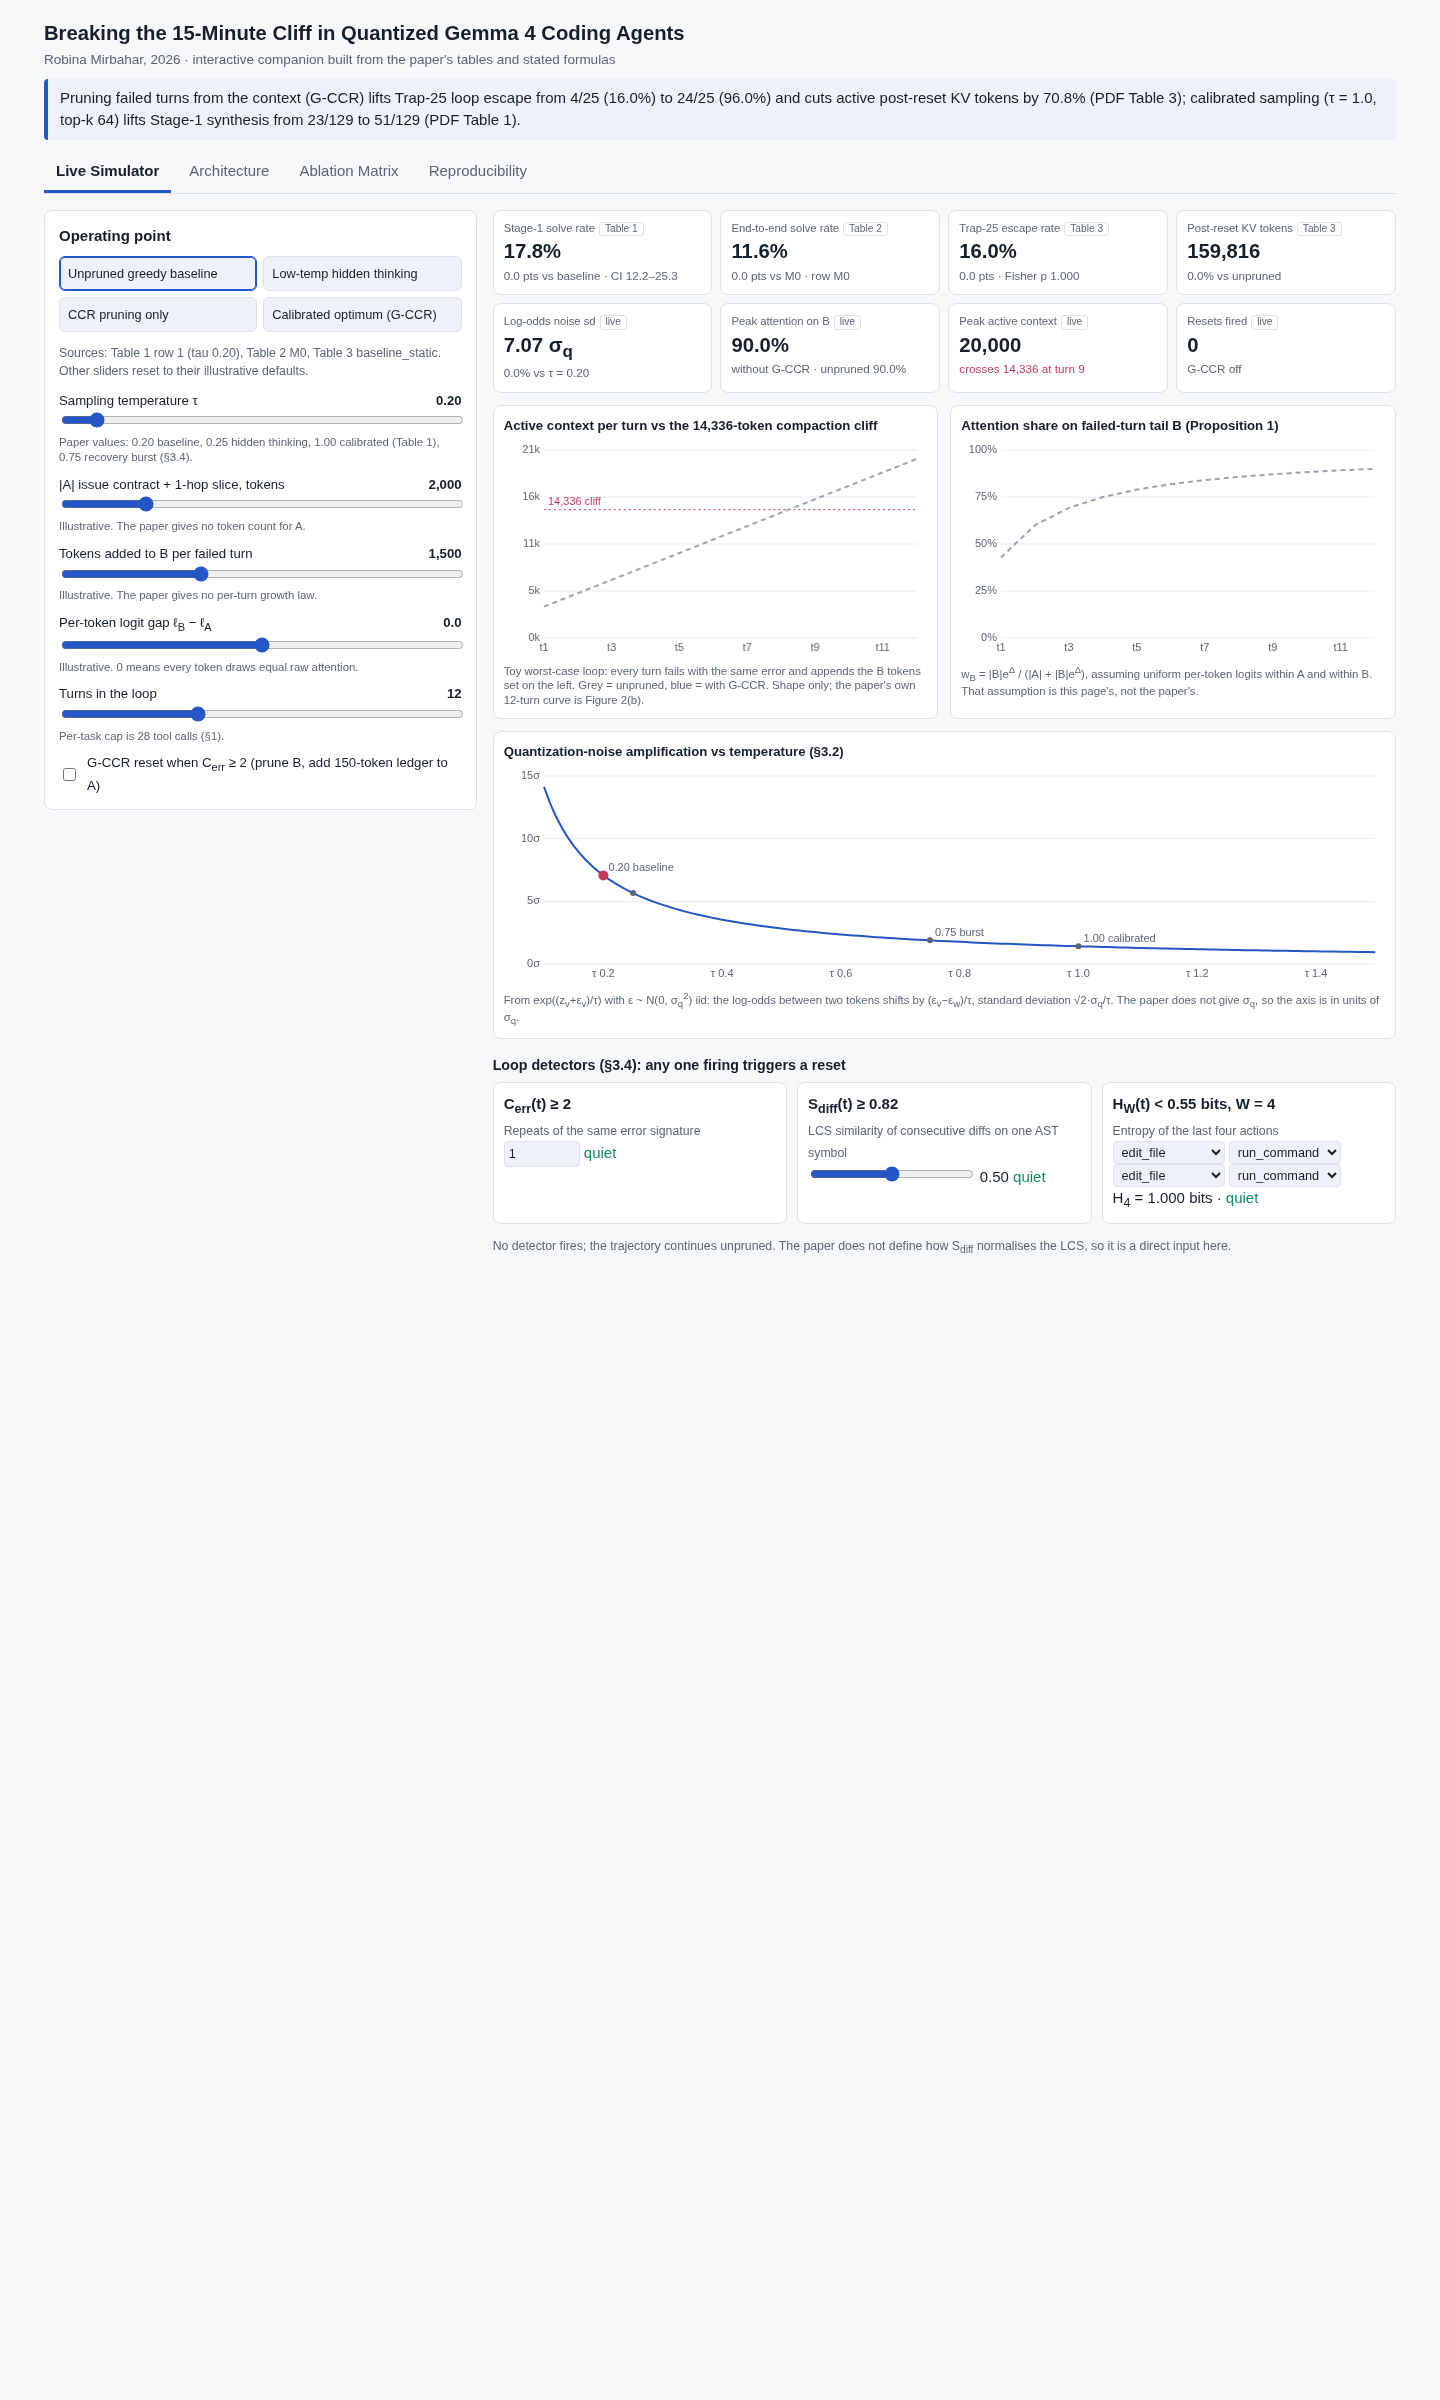 Breaking the 15-Minute Cliff in Quantized Gemma 4 Coding Agents
Robina Mirbahar, 2026 · interactive companion built from the paper's tables and stated formulas
Pruning failed turns from the context (G-CCR) lifts Trap-25 loop escape from 4/25 (16.0%) to 24/25 (96.0%) and cuts active post-reset KV tokens by 70.8% (PDF Table 3); calibrated sampling (τ = 1.0,
top-k 64) lifts Stage-1 synthesis from 23/129 to 51/129 (PDF Table 1).
Live Simulator Architecture Ablation Matrix Reproducibility
Operating point
Unpruned greedy baseline Low-temp hidden thinking
CCR pruning only Calibrated optimum (G-CCR)
Sources: Table 1 row 1 (tau 0.20), Table 2 M0, Table 3 baseline_static.
Other sliders reset to their illustrative defaults.
Sampling temperature τ 0.20
Paper values: 0.20 baseline, 0.25 hidden thinking, 1.00 calibrated (Table 1),
0.75 recovery burst (§3.4).
|A| issue contract + 1-hop slice, tokens 2,000
Illustrative. The paper gives no token count for A.
Tokens added to B per failed turn 1,500
Illustrative. The paper gives no per-turn growth law.
Per-token logit gap ℓB − ℓA 0.0
Illustrative. 0 means every token draws equal raw attention.
Turns in the loop 12
Per-task cap is 28 tool calls (§1).
G-CCR reset when Cerr ≥ 2 (prune B, add 150-token ledger to
A)
Stage-1 solve rate Table 1
17.8%
0.0 pts vs baseline · CI 12.2–25.3
End-to-end solve rate Table 2
11.6%
0.0 pts vs M0 · row M0
Trap-25 escape rate Table 3
16.0%
0.0 pts · Fisher p 1.000
Post-reset KV tokens Table 3
159,816
0.0% vs unpruned
Log-odds noise sd live
7.07 σq
0.0% vs τ = 0.20
Peak attention on B live
90.0%
without G-CCR · unpruned 90.0%
Peak active context live
20,000
crosses 14,336 at turn 9
Resets fired live
0
G-CCR off
Active context per turn vs the 14,336-token compaction cliff
21k
16k
14,336 cliff
11k
5k
0k
t1 t3 t5 t7 t9 t11
Toy worst-case loop: every turn fails with the same error and appends the B tokens
set on the left. Grey = unpruned, blue = with G-CCR. Shape only; the paper's own
12-turn curve is Figure 2(b).
Attention share on failed-turn tail B (Proposition 1)
100%
75%
50%
25%
0%
t1 t3 t5 t7 t9 t11
wB = |B|eΔ / (|A| + |B|eΔ), assuming uniform per-token logits within A and within B.
That assumption is this page's, not the paper's.
Quantization-noise amplification vs temperature (§3.2)
15σ
10σ
0.20 baseline
5σ
0.75 burst
1.00 calibrated
0σ
τ 0.2 τ 0.4 τ 0.6 τ 0.8 τ 1.0 τ 1.2 τ 1.4
From exp((zv+εv)/τ) with ε ~ N(0, σq2) iid: the log-odds between two tokens shifts by (εv−εw)/τ, standard deviation √2·σq/τ. The paper does not give σq, so the axis is in units of
σq.
Loop detectors (§3.4): any one firing triggers a reset
Cerr(t) ≥ 2
Repeats of the same error signature
1 quiet
Sdiff(t) ≥ 0.82
LCS similarity of consecutive diffs on one AST
symbol
0.50 quiet
HW(t) < 0.55 bits, W = 4
Entropy of the last four actions
edit_file run_command
edit_file run_command
H4 = 1.000 bits · quiet
No detector fires; the trajectory continues unpruned. The paper does not define how Sdiff normalises the LCS, so it is a direct input here.